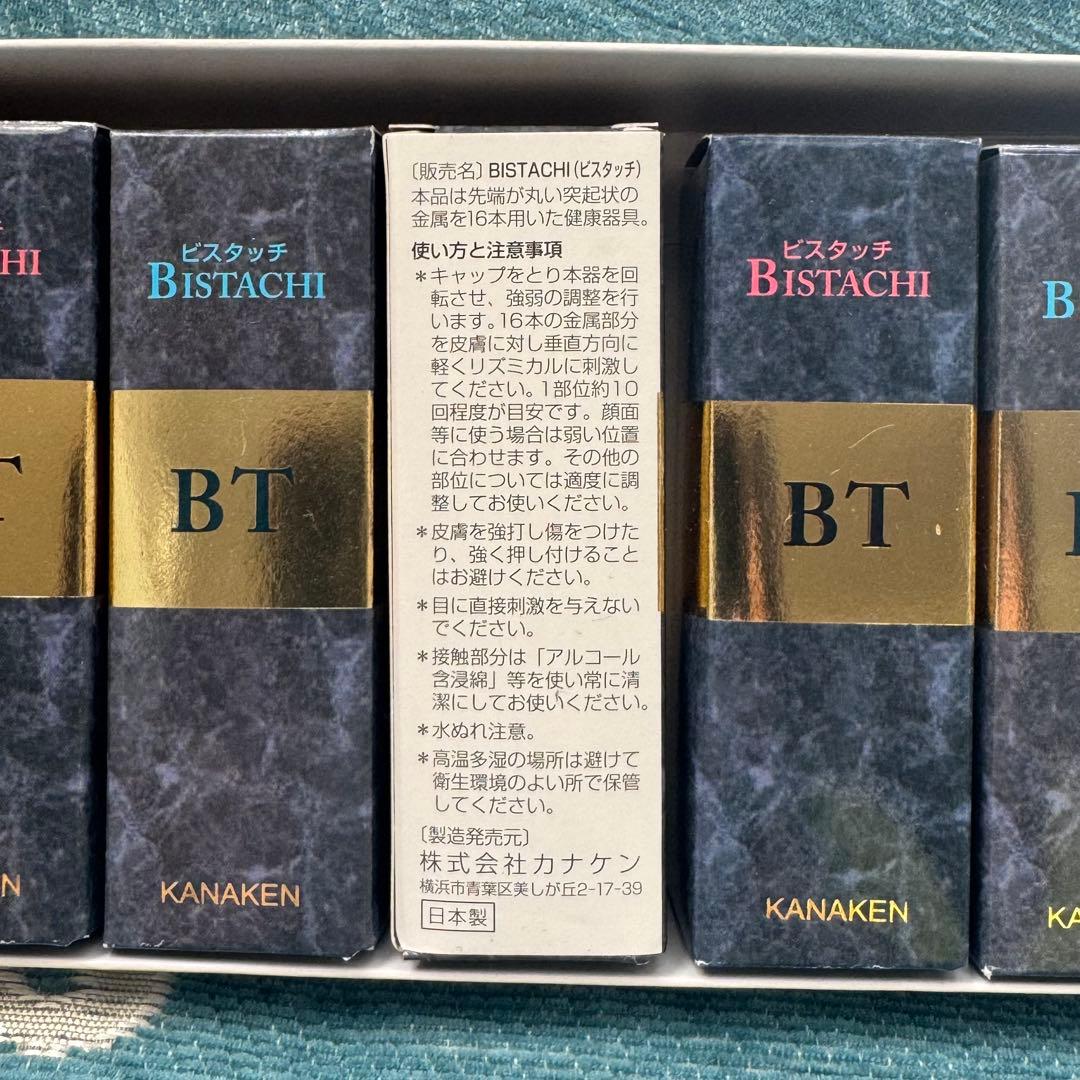 HI
ビスタッチ
BISTACHI
BT
KANAKEN
〔販売名〕BISTACHI(ビスタッチ)
本品は先端が丸い突起状の
金属を16本用いた健康器具。
使い方と注意事項
*キャップをとり本器を回
転させ、強弱の調整を行
います。16本の金属部分
を皮膚に対し垂直方向に
軽くリズミカルに刺激し
てください。1部位約10
回程度が目安です。顔面
等に使う場合は弱い位置
に合わせます。その他の
部位については適度に調
整してお使いください。
*皮膚を強打し傷をつけた
り、強く押し付けること
はお避けください。
*目に直接刺激を与えない
でください。
*接触部分は「アルコール
含浸綿」等を使い常に清
潔にしてお使いください。
*水ぬれ注意。
*高温多湿の場所は避けて
衛生環境のよい所で保管
してください。
〔製造発売元〕
株式会社カナケン
横浜市青葉区美しが丘2-17-39
日本製
ビスタッチ
BISTACHI
BT
KANAKEN
B
KA